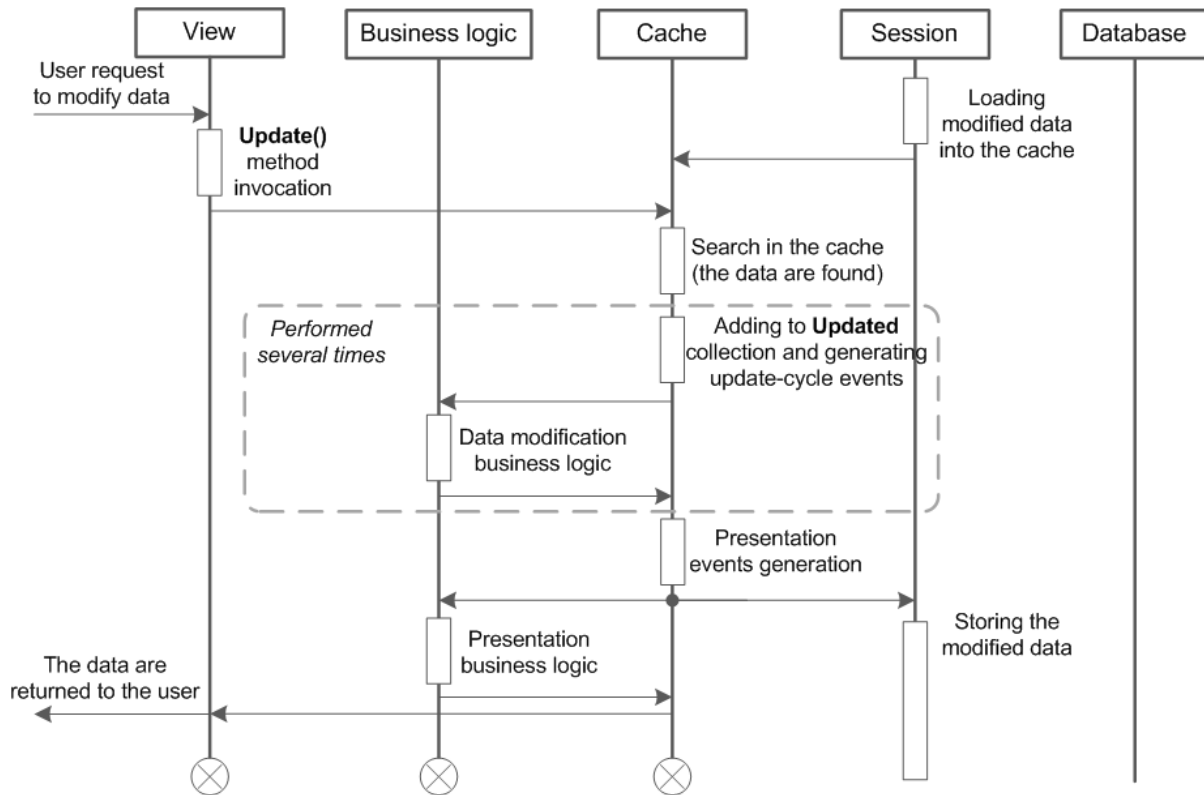 View
Business logic
Cache
Session
Database
User request
to modify data
Loading
modified data
into the cache
Update()
method
invocation
Search in the cache
(the data are found)
Performed
several times
Adding to Updated
collection and generating
update-cycle events
Data modification
business logic
Presentation
events generation
Storing the
modified data
Presentation
business logic
The data are
returned to the user